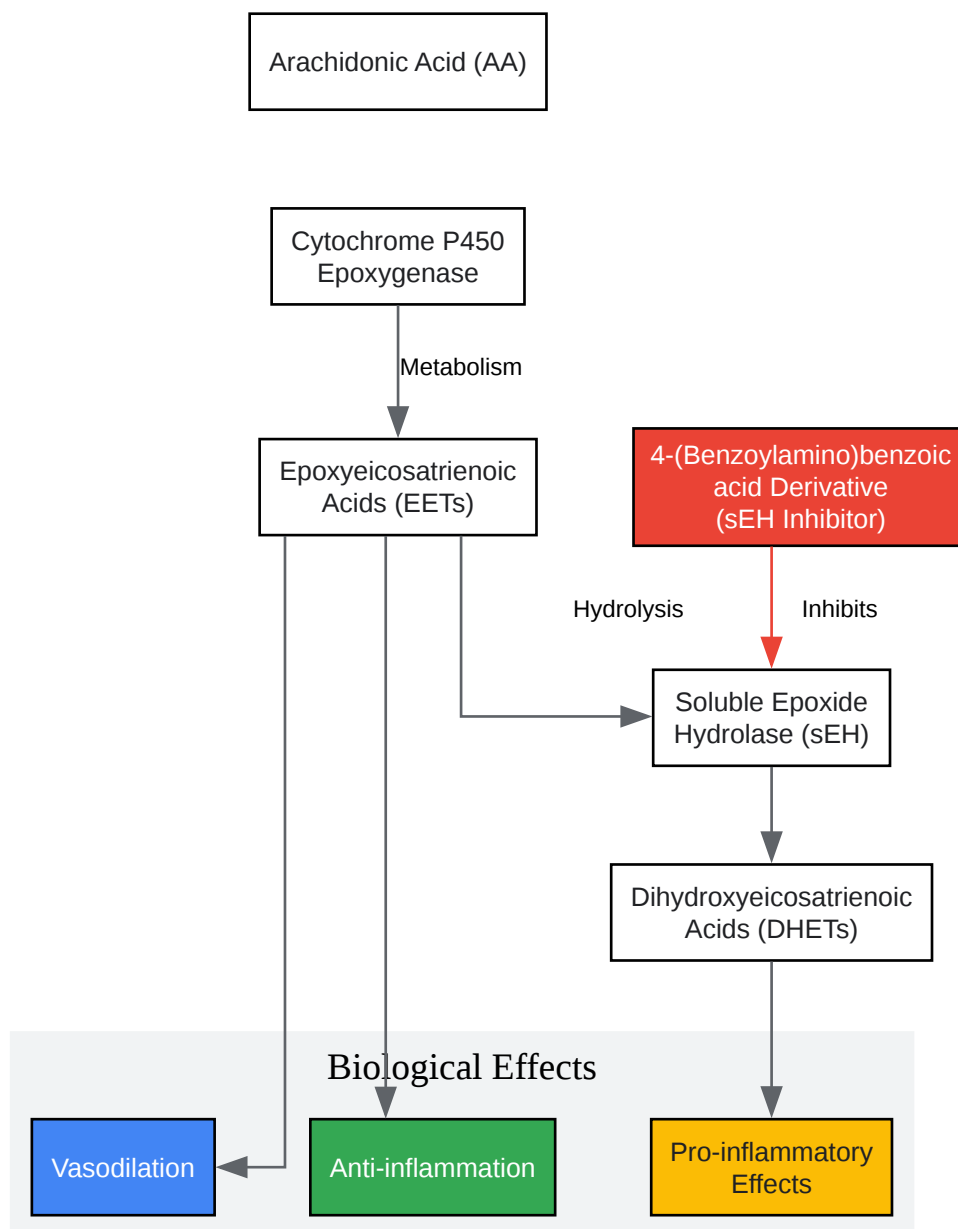 Arachidonic Acid (AA)
Cytochrome P450
Epoxygenase
Metabolism
Epoxyeicosatrienoic
Acids (EETs)
4-(Benzoylamino)benzoic
acid Derivative
(sEH Inhibitor)
Hydrolysis
Inhibits
Soluble Epoxide
Hydrolase (sEH)
Dihydroxyeicosatrienoic
Acids (DHETs)
Biological Effects
Vasodilation
Anti-inflammation
Pro-inflammatory
Effects